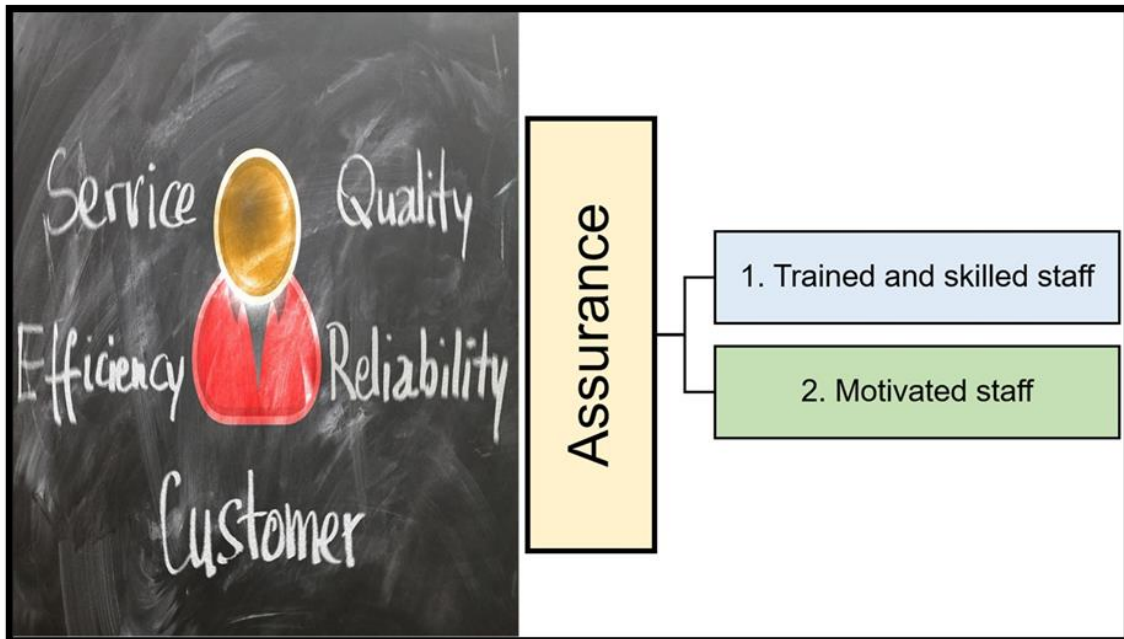 Service Quality
Efficiency Reliability
Customer
Assurance
1. Trained and skilled staff
2. Motivated staff